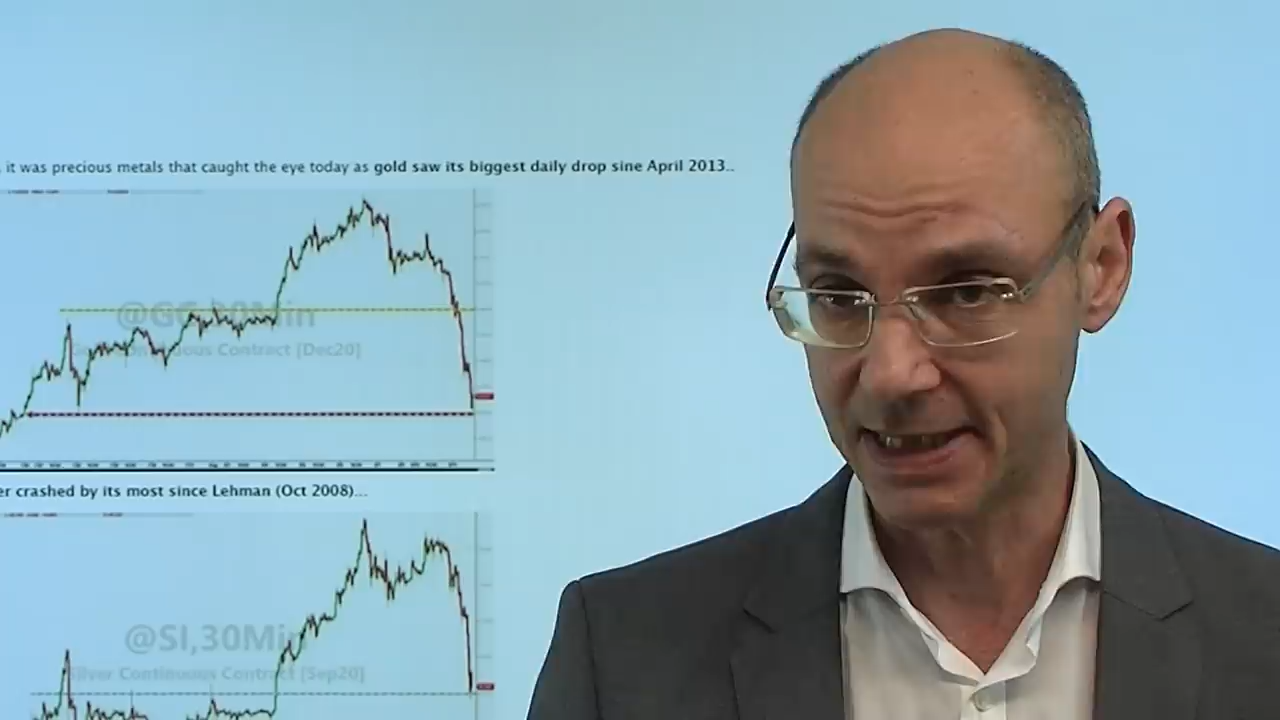 it was precious metals that caught the eye today as gold saw its biggest daily drop sine April 2013..
@GC,30Min
Continuous Contract [Dec20]
er crashed by its most since Lehman (Oct 2008)...
@SI,30Min
Silver Continuous Contract [Sep20]